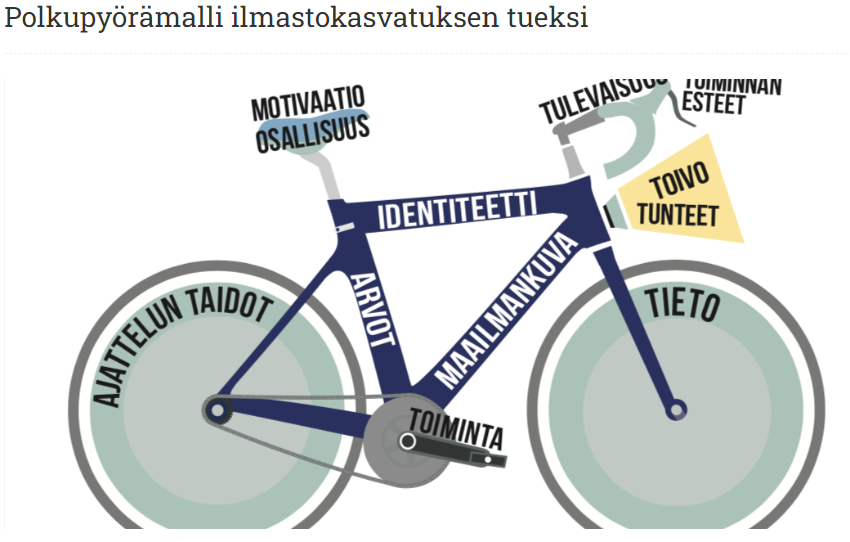 Polkupyörämalli ilmastokasvatuksen tueksi
MOTIVAATIO
OSALLISUUS
TULEVAISUUS
TOIMINNAN
ESTEET
TOIVO
TUNTEET
IDENTITEETTI
ARVOT
MAAILMANKUVA
AJATTELUN TAIDOT
TIETO
TOIMINTA